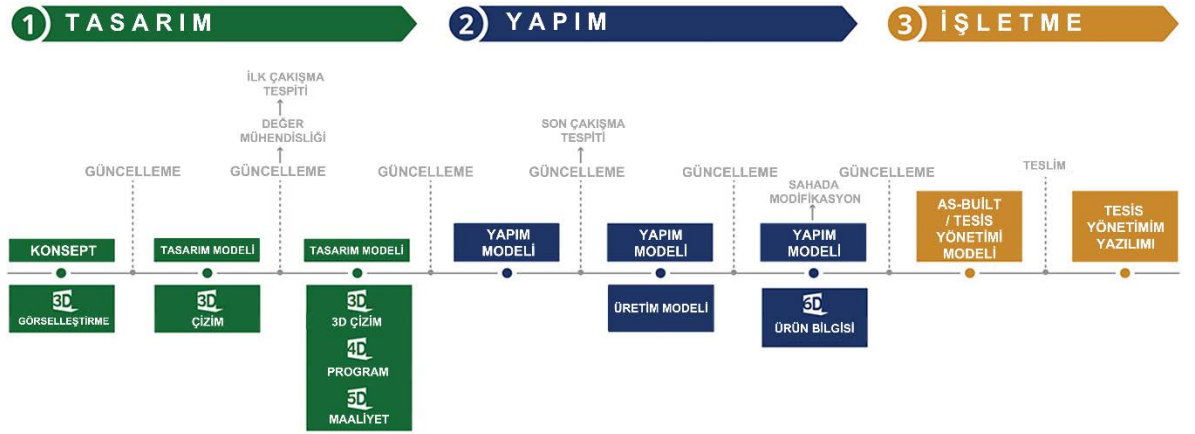 1 TASARIM
2 YAPIM
3 İŞLETME
İLK ÇAKIŞMA
TESPİTİ
DEĞER
MÜHENDİSLİĞİ
SON ÇAKIŞMA
TESPİTİ
GÜNCELLEME
GÜNCELLEME
GÜNCELLEME
GÜNCELLEME
GÜNCELLEME
GÜNCELLEME
TESLİM
SAHADA
MODİFİKASYON
KONSEPT
TASARIM MODELİ
TASARIM MODELİ
YAPIM
MODELİ
YAPIM
MODELİ
YAPIM
MODELİ
AS-BUILT
/ TESİS
YÖNETİMİ
MODELİ
TESİS
YÖNETİMİM
YAZILIMI
3D
GÖRSELLEŞTİRME
3D
ÇİZİM
3D
3D ÇİZİM
4D
PROGRAM
5D
MAALİYET
ÜRETİM MODELİ
6D
ÜRÜN BİLGİSİ